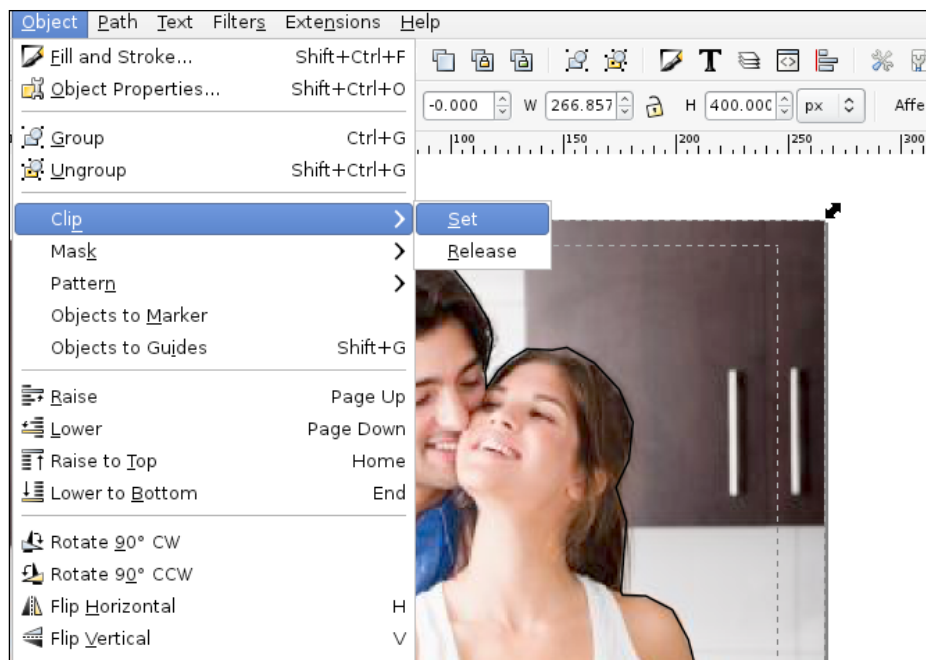 Object Path Text Filters Extensions Help
Fill and Stroke... Shift+Ctrl+F
Object Properties... Shift+Ctrl+O
-0.000 W 266.857 H 400.000 px Affe
Group Ctrl+G
100 150 200 250 300
Ungroup Shift+Ctrl+G
Clip Set
Mask Release
Pattern
Objects to Marker
Objects to Guides Shift+G
Raise Page Up
Lower Page Down
Raise to Top Home
Lower to Bottom End
Rotate 90° CW
Rotate 90° CCW
Flip Horizontal H
Flip Vertical V